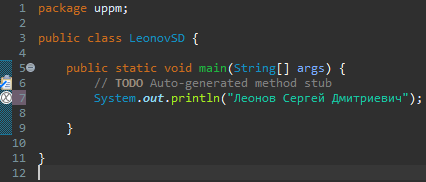 1 package uppm;
2
3 public class LeonovSD {
4
5 public static void main(String[] args) {
6 // TODO Auto-generated method stub
7 System.out.println("Леонов Сергей Дмитриевич");
8
9 }
10
11 }
12